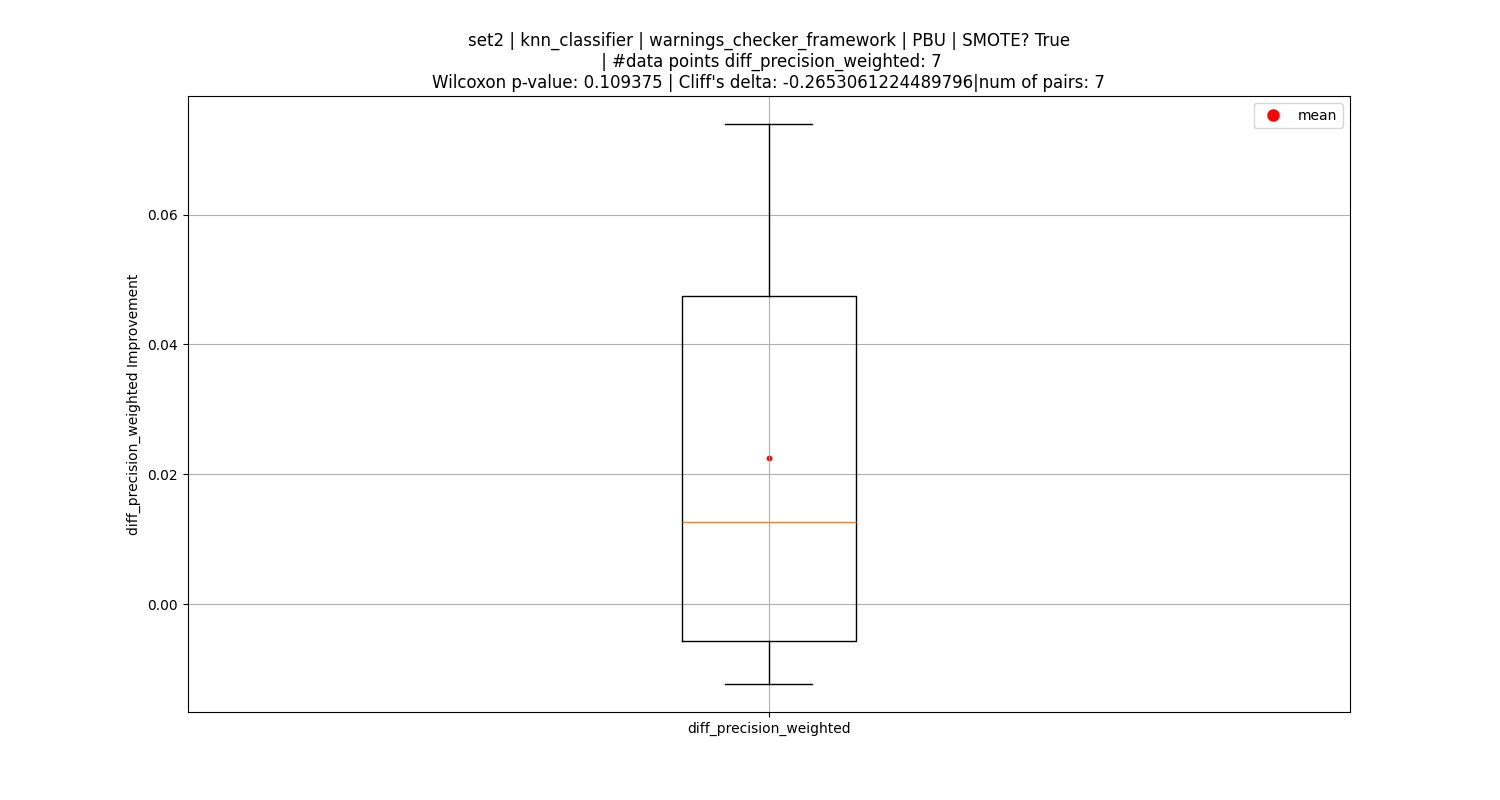 set2 | knn_classifier | warnings_checker_framework | PBU | SMOTE? True
| #data points diff_precision_weighted: 7
Wilcoxon p-value: 0.109375 | Cliff's delta: -0.2653061224489796|num of pairs: 7
mean
0.06
0.04
0.02
0.00
diff_precision_weighted Improvement
diff_precision_weighted